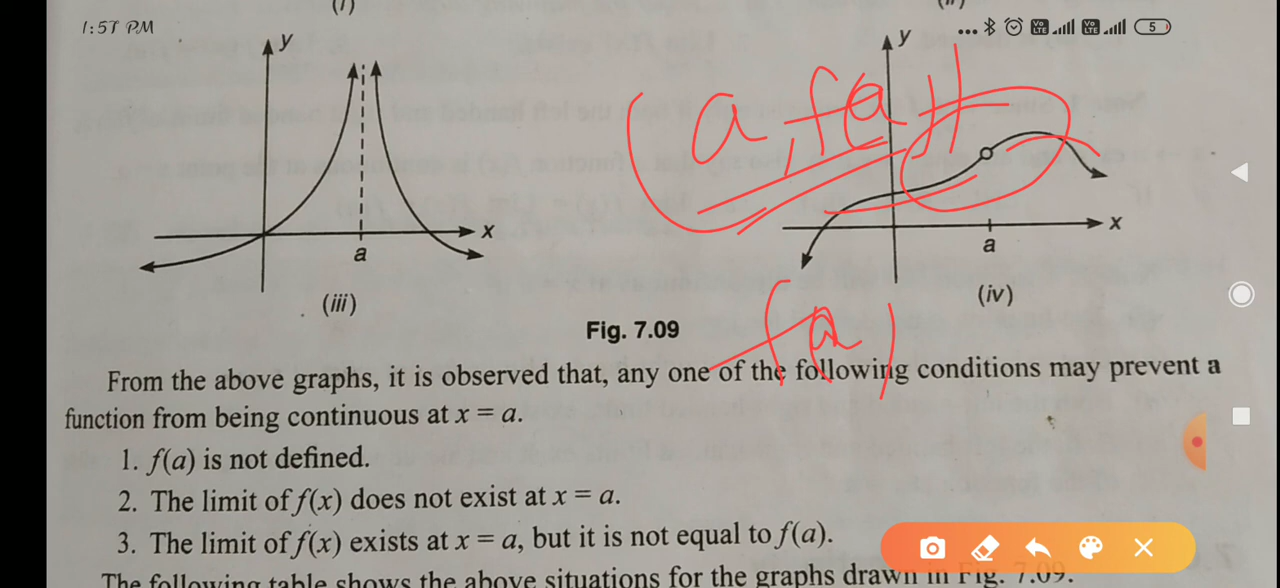 1:57 PM
(i)
5
y
y
(a, f(a))
x
x
a
a
(iii)
(iv)
Fig. 7.09
f(a)
From the above graphs, it is observed that, any one of the following conditions may prevent a
function from being continuous at x = a.
1. f(a) is not defined.
2. The limit of f(x) does not exist at x = a.
3. The limit of f(x) exists at x = a, but it is not equal to f(a).
The following table shows the above situations for the graphs drawn in Fig. 7.09.